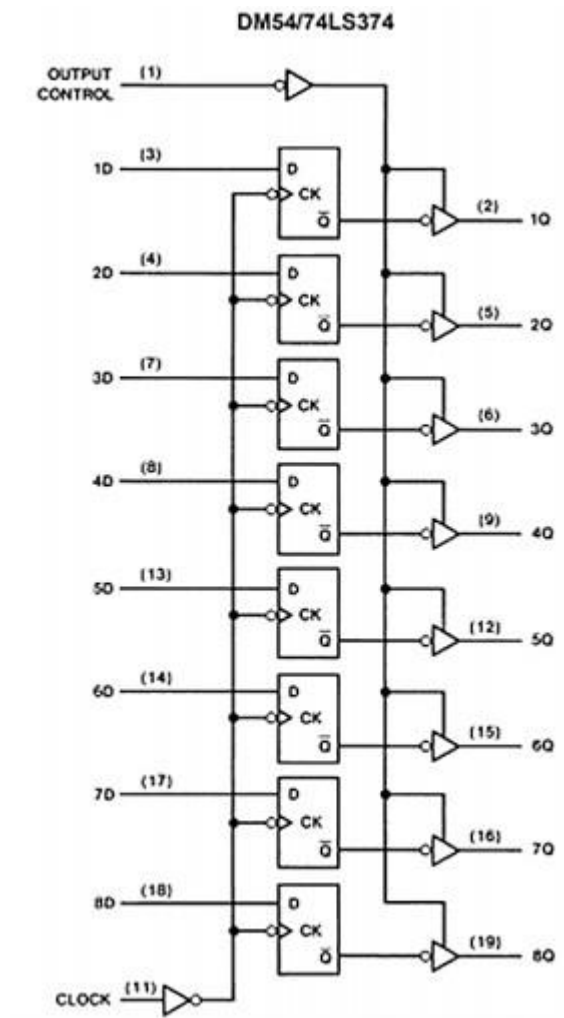 DM54/74LS374
OUTPUT CONTROL (1)
1D (3) D
CK
Q̅ (2) 1Q
2D (4) D
CK
Q̅ (5) 2Q
3D (7) D
CK
Q̅ (6) 3Q
4D (8) D
CK
Q̅ (9) 4Q
5D (13) D
CK
Q̅ (12) 5Q
6D (14) D
CK
Q̅ (15) 6Q
7D (17) D
CK
Q̅ (16) 7Q
8D (18) D
CK
Q̅ (19) 8Q
CLOCK (11)